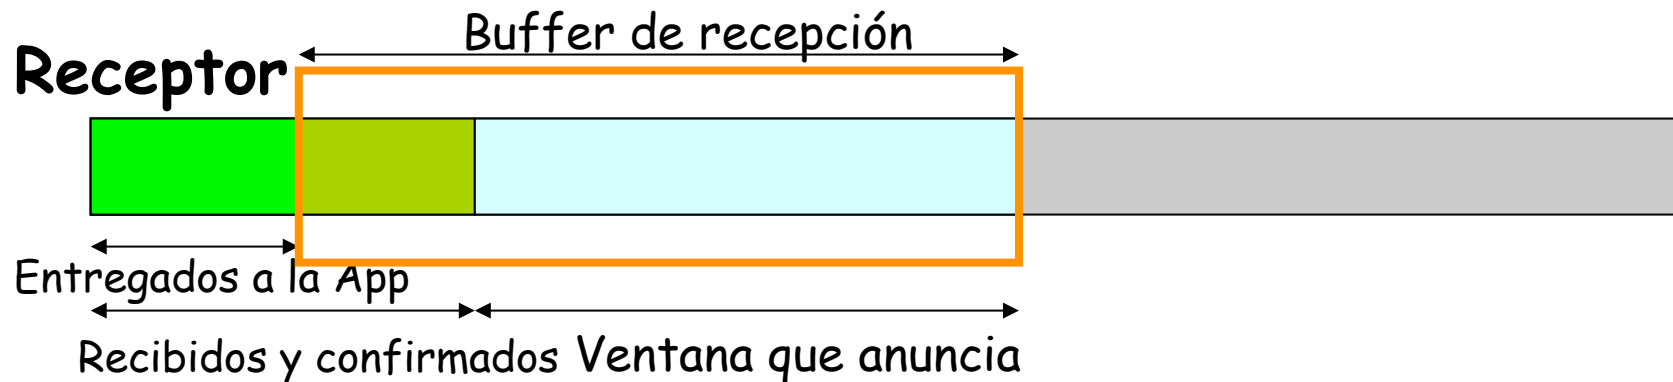 Buffer de recepción
Receptor
Entregados a la App
Recibidos y confirmados
Ventana que anuncia